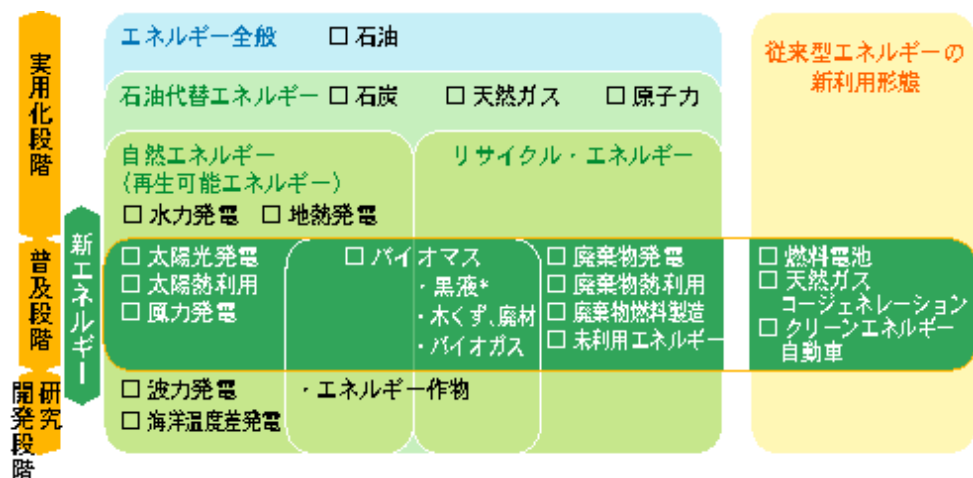 実用化段階
普及段階
研究
開発段階
新エネルギー
エネルギー全般 □ 石油
石油代替エネルギー □ 石炭 □ 天然ガス □ 原子力
自然エネルギー
(再生可能エネルギー)
□ 水力発電 □ 地熱発電
リサイクル・エネルギー
□ 太陽光発電
□ 太陽熱利用
□ 風力発電
□ バイオマス
・黒液*
・木くず、廃材
・バイオガス
□ 廃棄物発電
□ 廃棄物熱利用
□ 廃棄物燃料製造
□ 未利用エネルギー
□ 波力発電
□ 海洋温度差発電
・エネルギー作物
従来型エネルギーの
新利用形態
□ 燃料電池
□ 天然ガス
コージェネレーション
□ クリーンエネルギー
自動車